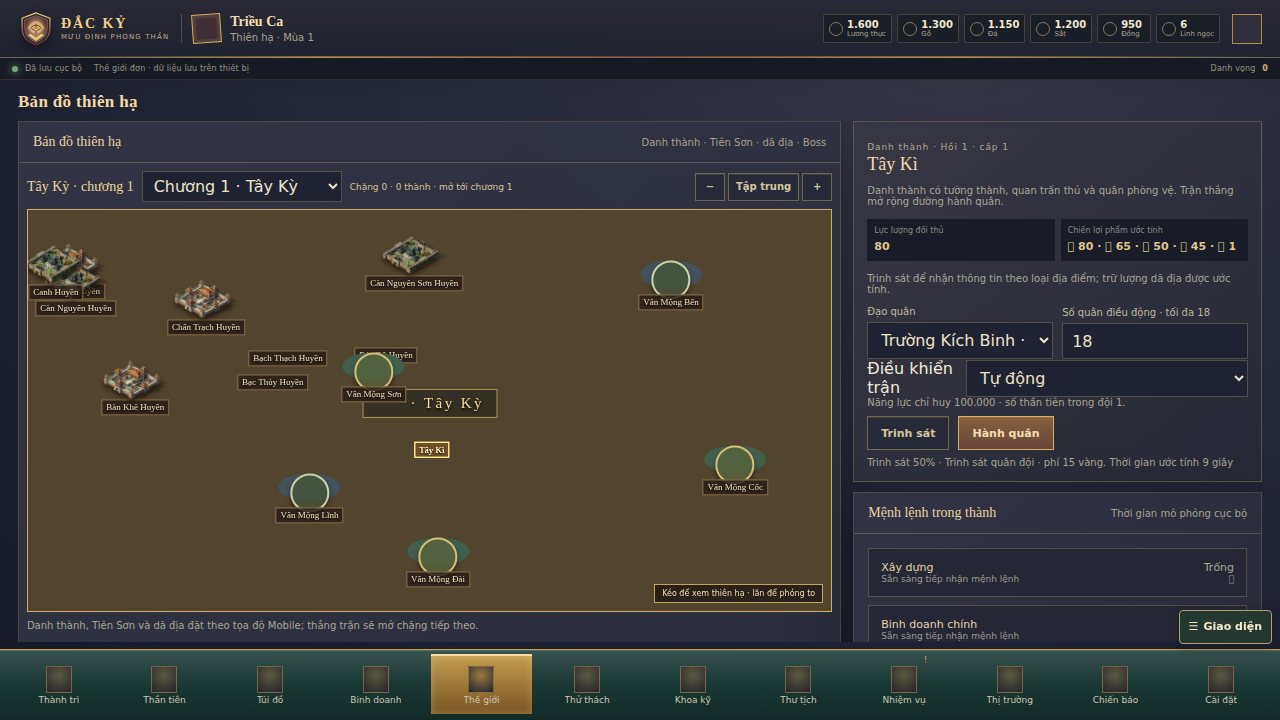 ĐẮC KỶ
MƯU ĐỊNH PHONG THẦN
Triều Ca
Thiên hạ · Mùa 1
1.600
Lương thực
1.300
Gỗ
1.150
Đá
1.200
Sắt
950
Đồng
6
Linh ngọc
Đã lưu cục bộ Thế giới đơn · dữ liệu lưu trên thiết bị
Danh vọng 0
Bản đồ thiên hạ
Bản đồ thiên hạ
Danh thành · Tiên Sơn · dã địa · Boss
Tây Kỳ · chương 1
Chương 1 · Tây Kỳ
Chặng 0 · 0 thành · mở tới chương 1
−
Tập trung
+
Canh Huyện
Càn Nguyên Huyện
Chân Trạch Huyện
Càn Nguyên Sơn Huyện
Vân Mộng Bến
Bạch Thạch Huyện
Bạc Thủy Huyện
Vân Mộng Sơn
· Tây Kỳ
Bàn Khê Huyện
Tây Kì
Vân Mộng Cốc
Vân Mộng Lĩnh
Vân Mộng Đài
Kéo để xem thiên hạ · lăn để phóng to
Danh thành, Tiên Sơn và dã địa đặt theo tọa độ Mobile; thắng trận sẽ mở chặng tiếp theo.
Danh thành · Hồi 1 · cấp 1
Tây Kì
Danh thành có tường thành, quan trấn thủ và quân phòng vệ. Trận thắng
mở rộng đường hành quân.
Lực lượng đối thủ
80
Chiến lợi phẩm ước tính
80 · 65 · 50 · 45 · 1
Trinh sát để nhận thông tin theo loại địa điểm; trữ lượng dã địa được ước
tính.
Đạo quân
Trường Kích Binh ·
Số quân điều động · tối đa 18
18
Điều khiển
trận
Tự động
Năng lực chỉ huy 100.000 · số thần tiên trong đội 1.
Trinh sát
Hành quân
Trinh sát 50% · Trinh sát quân đội · phí 15 vàng. Thời gian ước tính 9 giây
Mệnh lệnh trong thành
Thời gian mô phỏng cục bộ
Xây dựng
Sẵn sàng tiếp nhận mệnh lệnh
Trống
Binh doanh chính
Sẵn sàng tiếp nhận mệnh lệnh
☰ Giao diện
Thành trì
Thần tiên
Túi đồ
Binh doanh
Thế giới
Thử thách
Khoa kỹ
Thư tịch
!
Nhiệm vụ
Thị trường
Chiến báo
Cài đặt